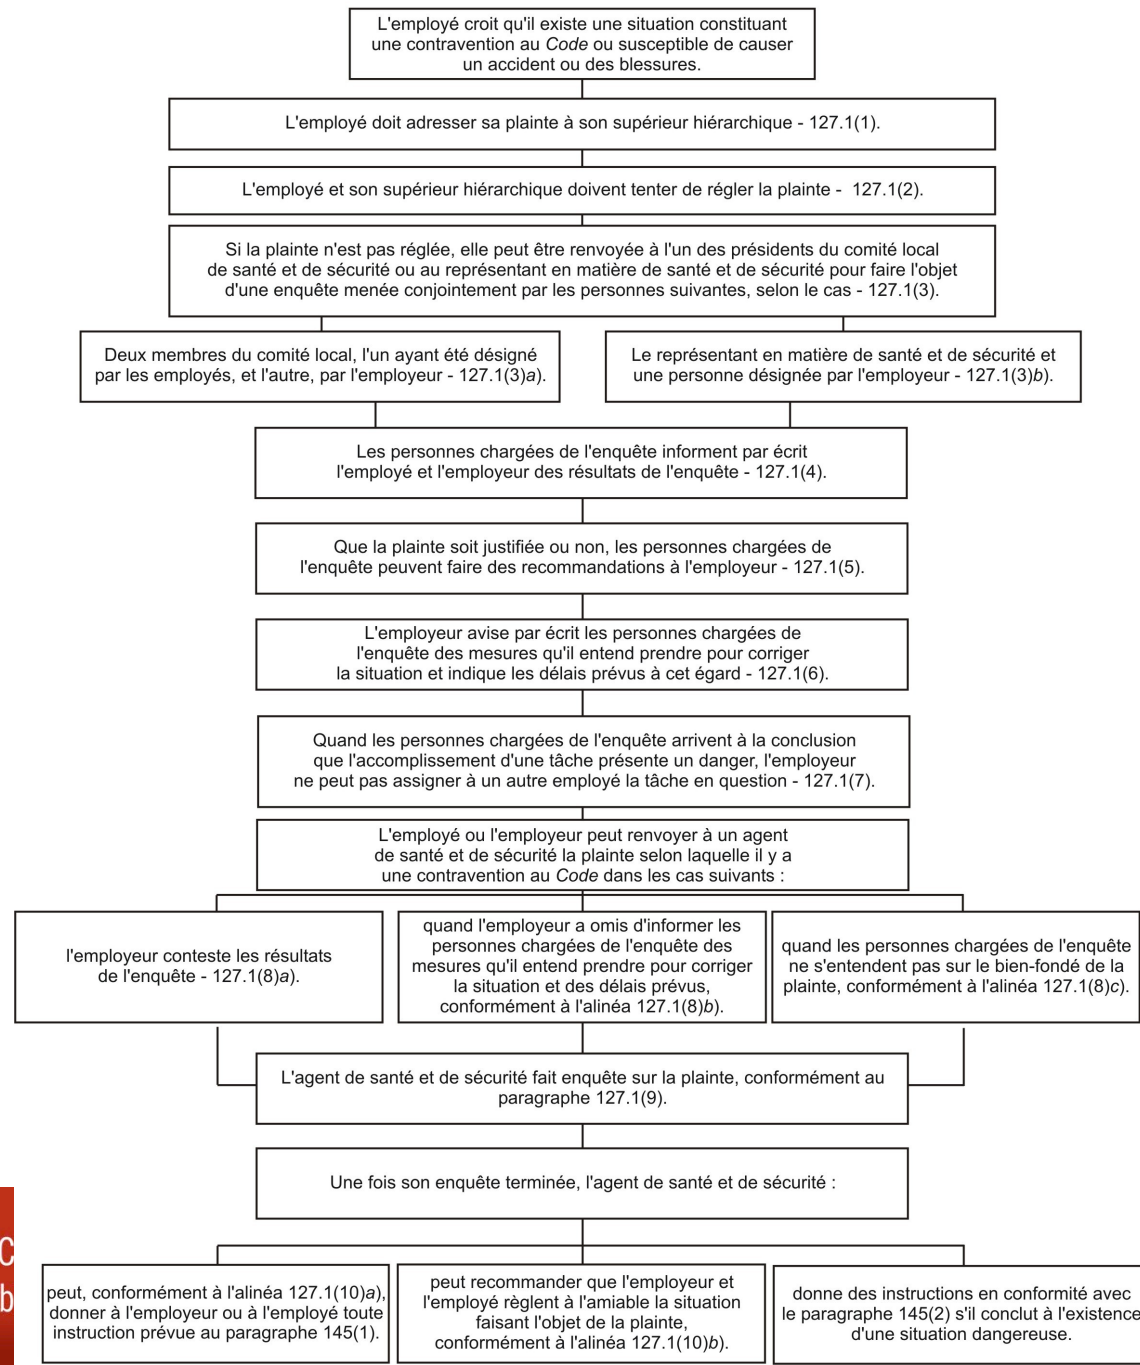 L'employé croit qu'il existe une situation constituant
une contravention au Code ou susceptible de causer
un accident ou des blessures.
L'employé doit adresser sa plainte à son supérieur hiérarchique - 127.1(1).
L'employé et son supérieur hiérarchique doivent tenter de régler la plainte - 127.1(2).
Si la plainte n'est pas réglée, elle peut être renvoyée à l'un des présidents du comité local
de santé et de sécurité ou au représentant en matière de santé et de sécurité pour faire l'objet
d'une enquête menée conjointement par les personnes suivantes, selon le cas - 127.1(3).
Deux membres du comité local, l'un ayant été désigné
par les employés, et l'autre, par l'employeur - 127.1(3)a).
Le représentant en matière de santé et de sécurité et
une personne désignée par l'employeur - 127.1(3)b).
Les personnes chargées de l'enquête informent par écrit
l'employé et l'employeur des résultats de l'enquête - 127.1(4).
Que la plainte soit justifiée ou non, les personnes chargées de
l'enquête peuvent faire des recommandations à l'employeur - 127.1(5).
L'employeur avise par écrit les personnes chargées de
l'enquête des mesures qu'il entend prendre pour corriger
la situation et indique les délais prévus à cet égard - 127.1(6).
Quand les personnes chargées de l'enquête arrivent à la conclusion
que l'accomplissement d'une tâche présente un danger, l'employeur
ne peut pas assigner à un autre employé la tâche en question - 127.1(7).
L'employé ou l'employeur peut renvoyer à un agent
de santé et de sécurité la plainte selon laquelle il y a
une contravention au Code dans les cas suivants :
l'employeur conteste les résultats
de l'enquête - 127.1(8)a).
quand l'employeur a omis d'informer les
personnes chargées de l'enquête des
mesures qu'il entend prendre pour corriger
la situation et des délais prévus,
conformément à l'alinéa 127.1(8)b).
quand les personnes chargées de l'enquête
ne s'entendent pas sur le bien-fondé de la
plainte, conformément à l'alinéa 127.1(8)c).
L'agent de santé et de sécurité fait enquête sur la plainte, conformément au
paragraphe 127.1(9).
Une fois son enquête terminée, l'agent de santé et de sécurité :
peut, conformément à l'alinéa 127.1(10)a),
donner à l'employeur ou à l'employé toute
instruction prévue au paragraphe 145(1).
peut recommander que l'employeur et
l'employé règlent à l'amiable la situation
faisant l'objet de la plainte,
conformément à l'alinéa 127.1(10)b).
donne des instructions en conformité avec
le paragraphe 145(2) s'il conclut à l'existence
d'une situation dangereuse.